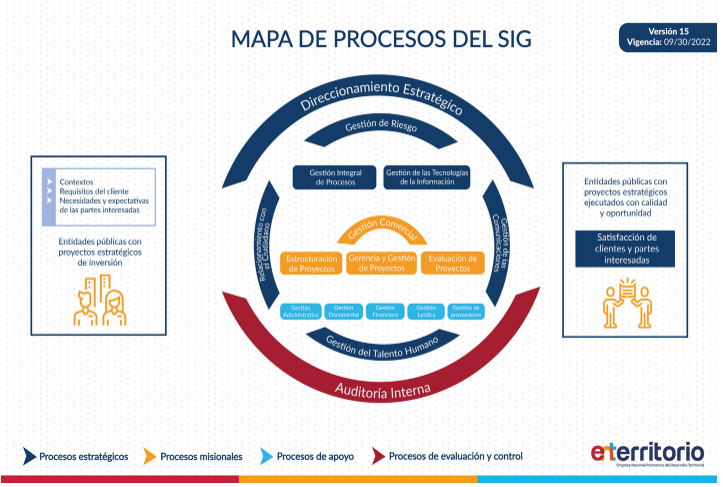 MAPA DE PROCESOS DEL SIG
Versión 15
Vigencia: 09/30/2022
Direccionamiento Estratégico
Gestión de Riesgo
Gestión Integral
de Procesos
Gestión de las Tecnologías
de la Información
Contextos
Requisitos del cliente
Necesidades y expectativas
de las partes interesadas
Entidades públicas con
proyectos estratégicos
de inversión
Relacionamiento con
el Ciudadano
Gestión Comercial
Gestión de las
Comunicaciones
Estructuración
de Proyectos
Gerencia y Gestión
de Proyectos
Evaluación de
Proyectos
Gestión
Administrativa
Gestión
Documental
Gestión
Financiera
Gestión
Jurídica
Gestión de
proveedores
Gestión del Talento Humano
Auditoría Interna
Entidades públicas con
proyectos estratégicos
ejecutados con calidad
y oportunidad
Satisfacción de
clientes y partes
interesadas
Procesos estratégicos
Procesos misionales
Procesos de apoyo
Procesos de evaluación y control
enterritorio
Empresa Nacional Promotora del Desarrollo Territorial